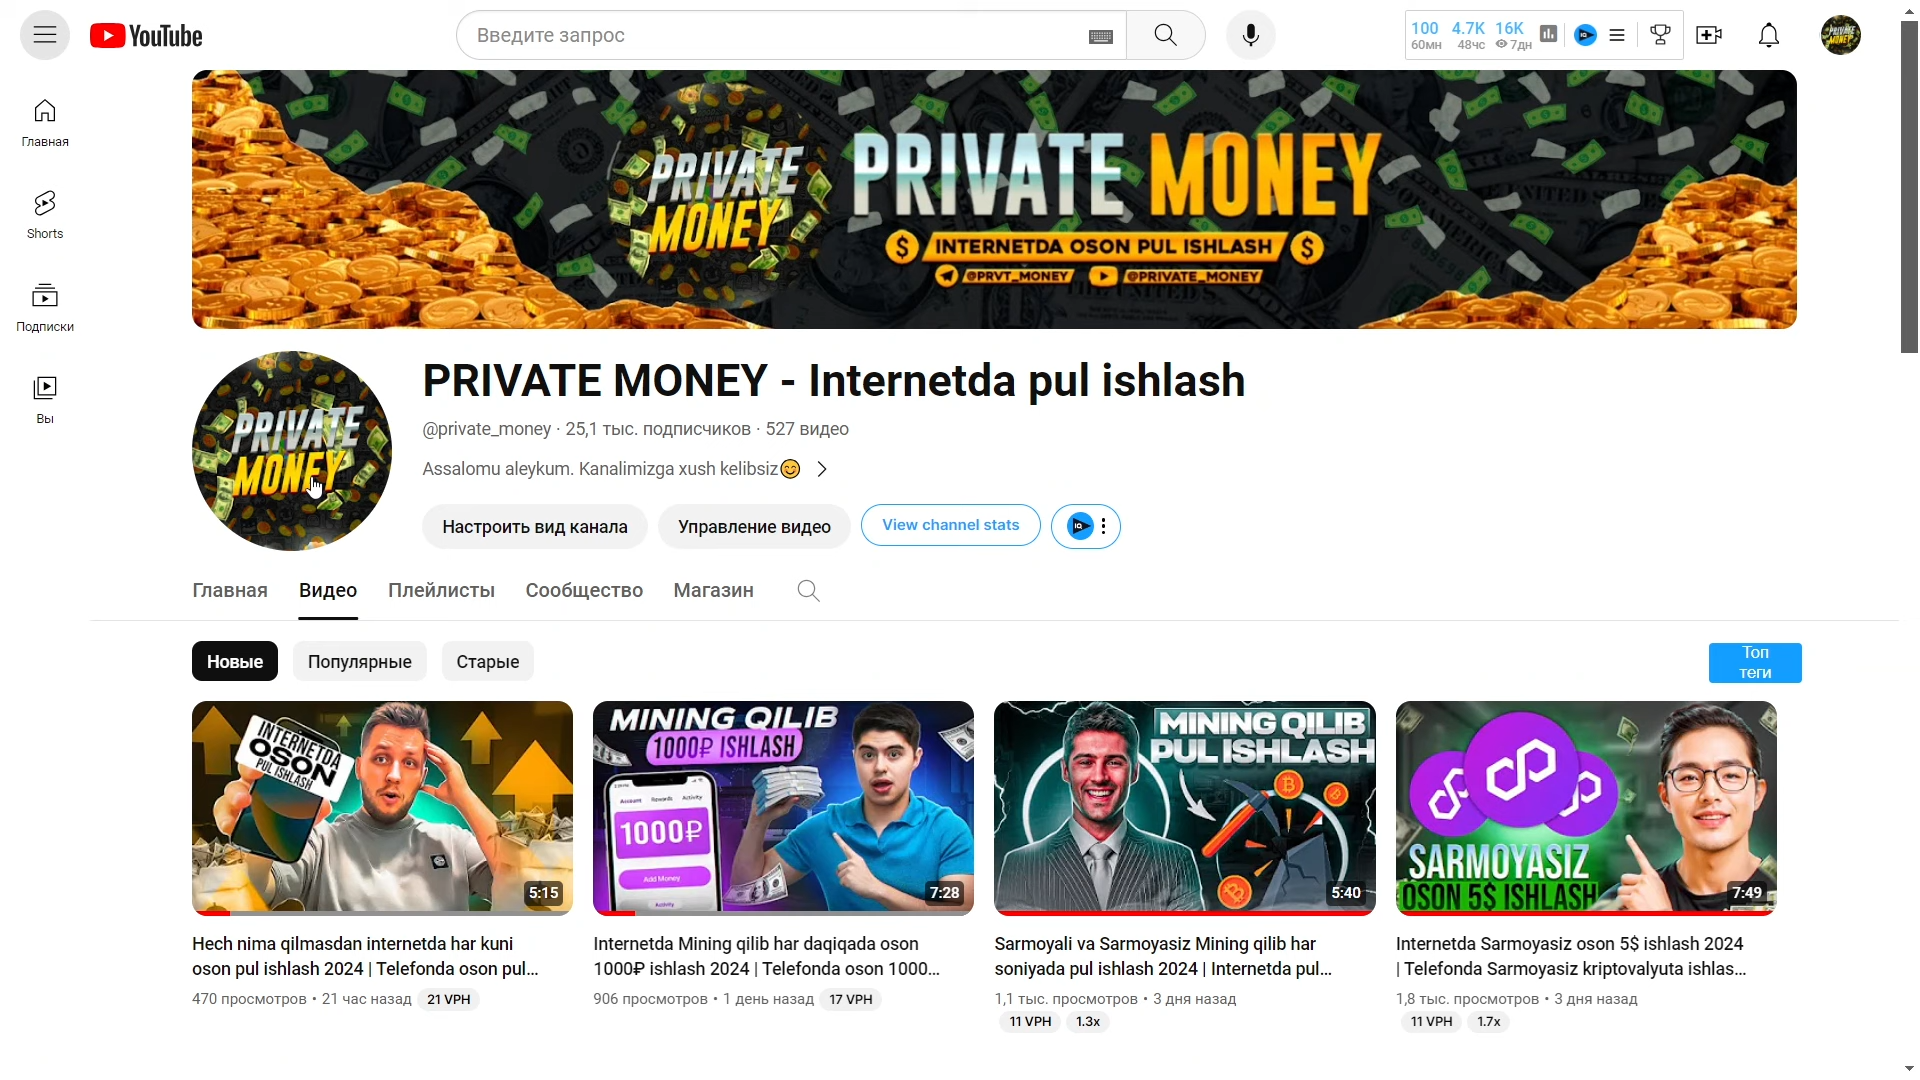 YouTube
Введите запрос
100 4.7K 16K
60мн 48чс 7дн
Главная
Shorts
Подписки
Вы
PRIVATE MONEY
PRIVATE MONEY
$ INTERNETDA OSON PUL ISHLASH $
@PRVT_MONEY @PRIVATE_MONEY
PRIVATE MONEY
PRIVATE MONEY - Internetda pul ishlash
@private_money · 25,1 тыс. подписчиков · 527 видео
Assalomu aleykum. Kanalimizga xush kelibsiz😊
Настроить вид канала Управление видео View channel stats
Главная Видео Плейлисты Сообщество Магазин
Новые Популярные Старые
Топ
теги
INTERNETDA
OSON
PUL ISHLASH
5:15
MINING QILIB
1000₽ ISHLASH
Account Rewards Activity
1000₽
Add Money
Activity
7:28
MINING QILIB
PUL ISHLASH
5:40
SARMOYASIZ
OSON 5$ ISHLASH
7:49
Hech nima qilmasdan internetda har kuni
oson pul ishlash 2024 | Telefonda oson pul...
470 просмотров • 21 час назад 21 VPH
Internetda Mining qilib har daqiqada oson
1000₽ ishlash 2024 | Telefonda oson 1000...
906 просмотров • 1 день назад 17 VPH
Sarmoyali va Sarmoyasiz Mining qilib har
soniyada pul ishlash 2024 | Internetda pul...
1,1 тыс. просмотров • 3 дня назад
11 VPH 1.3x
Internetda Sarmoyasiz oson 5$ ishlash 2024
| Telefonda Sarmoyasiz kriptovalyuta ishlas...
1,8 тыс. просмотров • 3 дня назад
11 VPH 1.7x